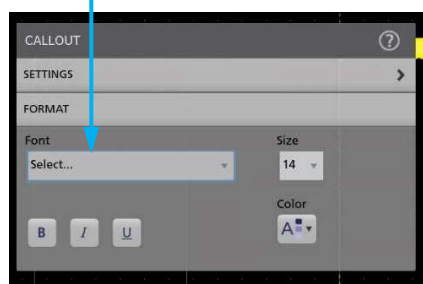 CALLOUT ?
SETTINGS
FORMAT
Font Size
Select... 14
Color
B I U A